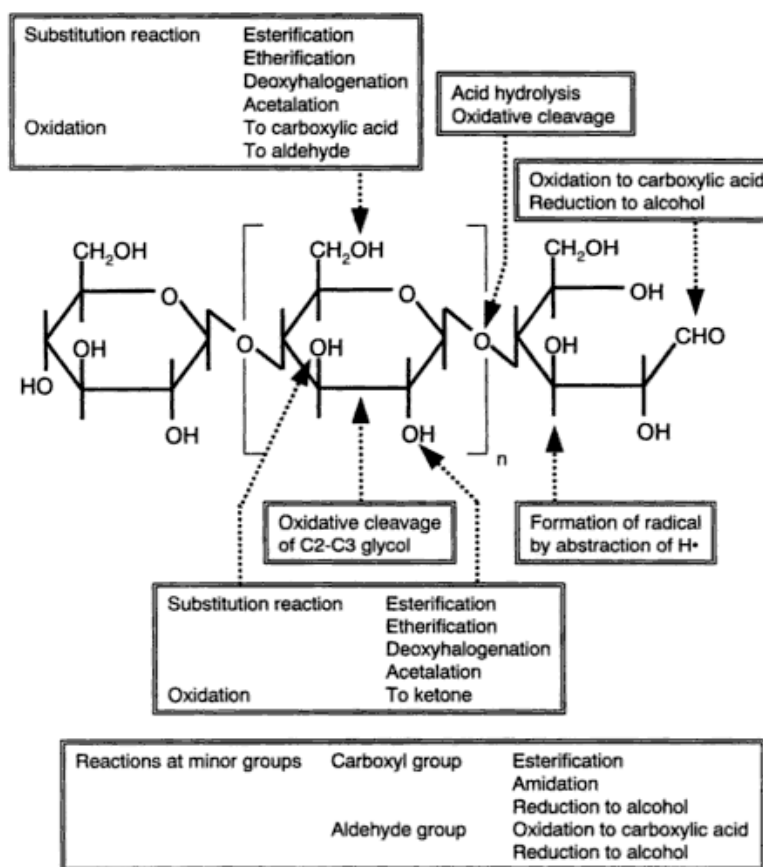 Substitution reaction Esterification
Etherification
Deoxyhalogenation
Acetalation
Oxidation To carboxylic acid
To aldehyde
Acid hydrolysis
Oxidative cleavage
Oxidation to carboxylic acid
Reduction to alcohol
CH2OH
CH2OH
CH2OH
O
O
OH
CHO
OH
O
OH
O
OH
HO
OH
OH
OH
n
Oxidative cleavage
of C2-C3 glycol
Formation of radical
by abstraction of H•
Substitution reaction Esterification
Etherification
Deoxyhalogenation
Acetalation
Oxidation To ketone
Reactions at minor groups Carboxyl group Esterification
Amidation
Reduction to alcohol
Aldehyde group Oxidation to carboxylic acid
Reduction to alcohol